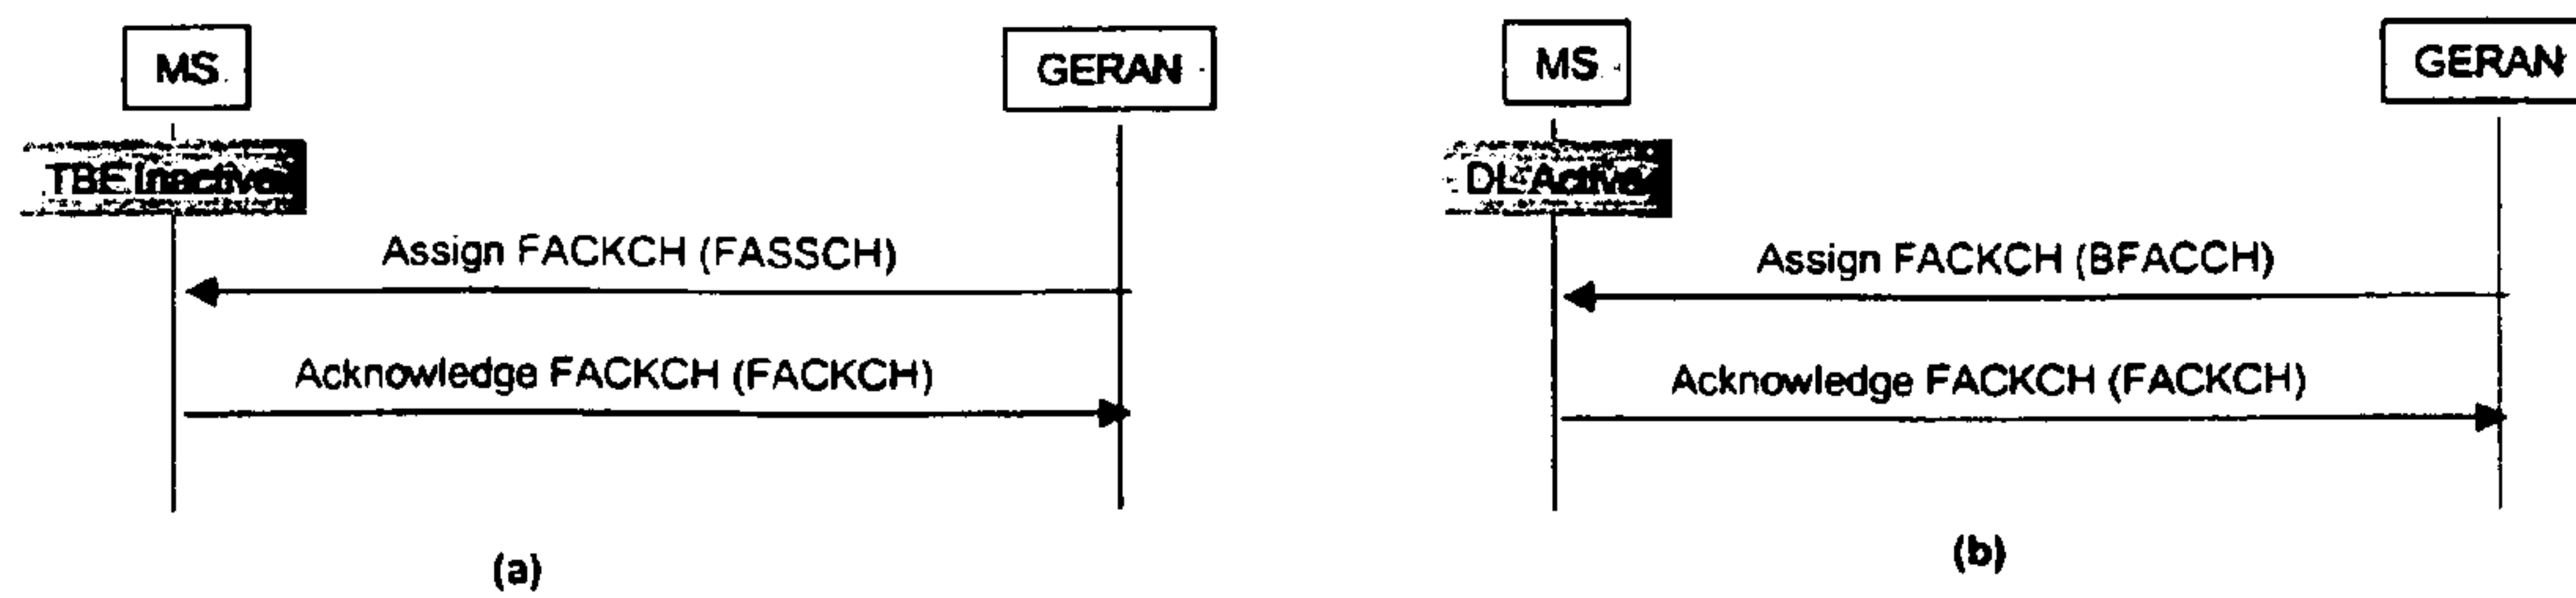 MS
GERAN
TBF Inactive
Assign FACKCH (FASSCH)
Acknowledge FACKCH (FACKCH)
(a)
MS
GERAN
DL Active
Assign FACKCH (BFACCH)
Acknowledge FACKCH (FACKCH)
(b)